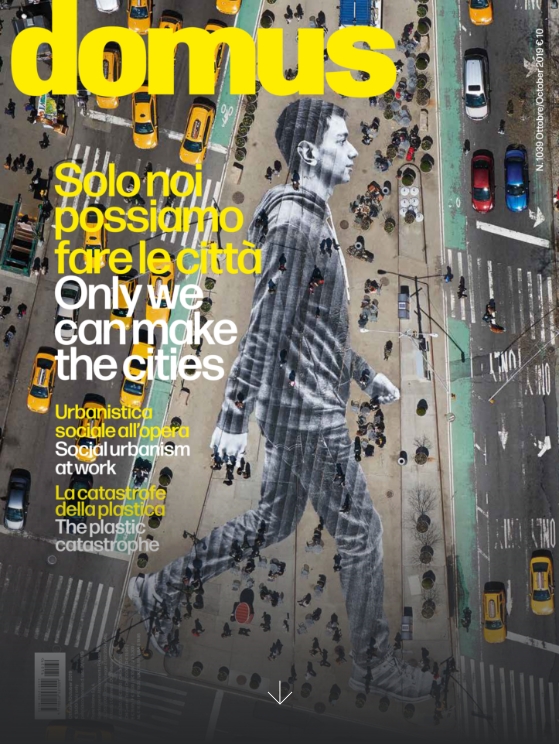 domus
N. 1039 Ottobre/October 2019 € 10
Solo noi
possiamo
fare le città
Only we
can make
the cities
Urbanistica
sociale all'opera
Social urbanism
at work
La catastrofe
della plastica
The plastic
catastrophe
ONLY